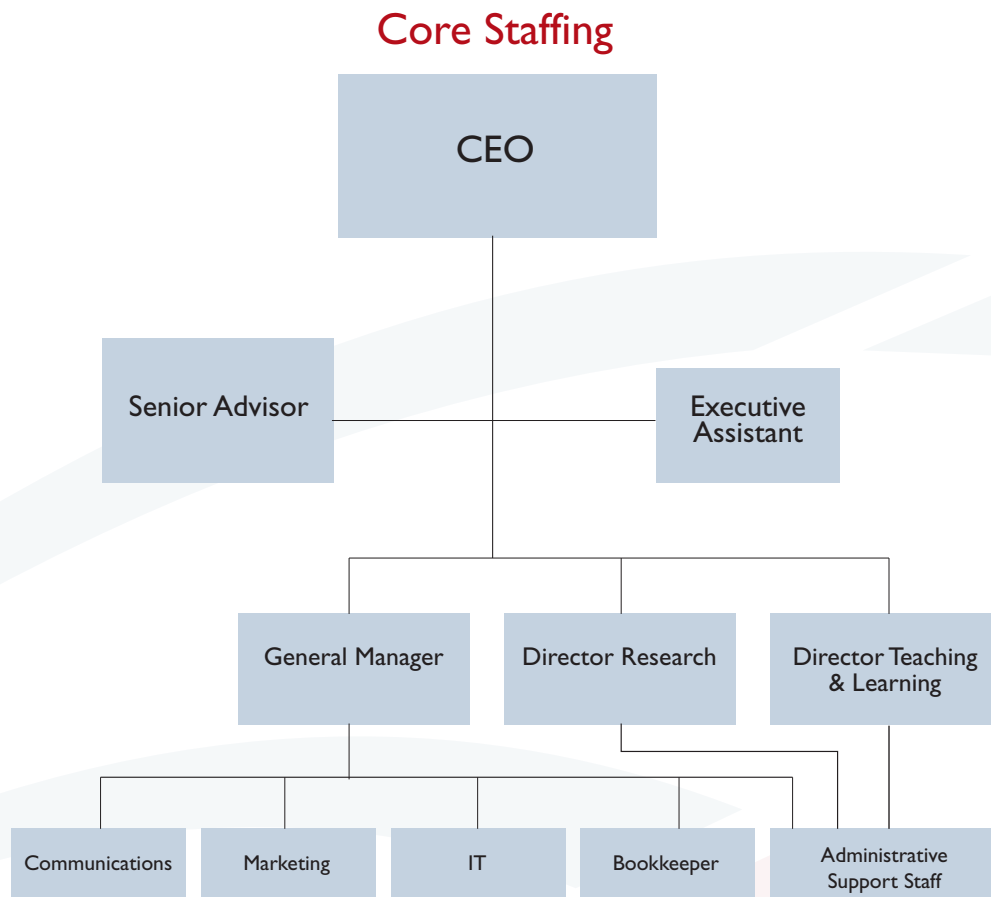 Core Staffing
CEO
Senior Advisor
Executive
Assistant
General Manager
Director Research
Director Teaching
& Learning
Communications
Marketing
IT
Bookkeeper
Administrative
Support Staff